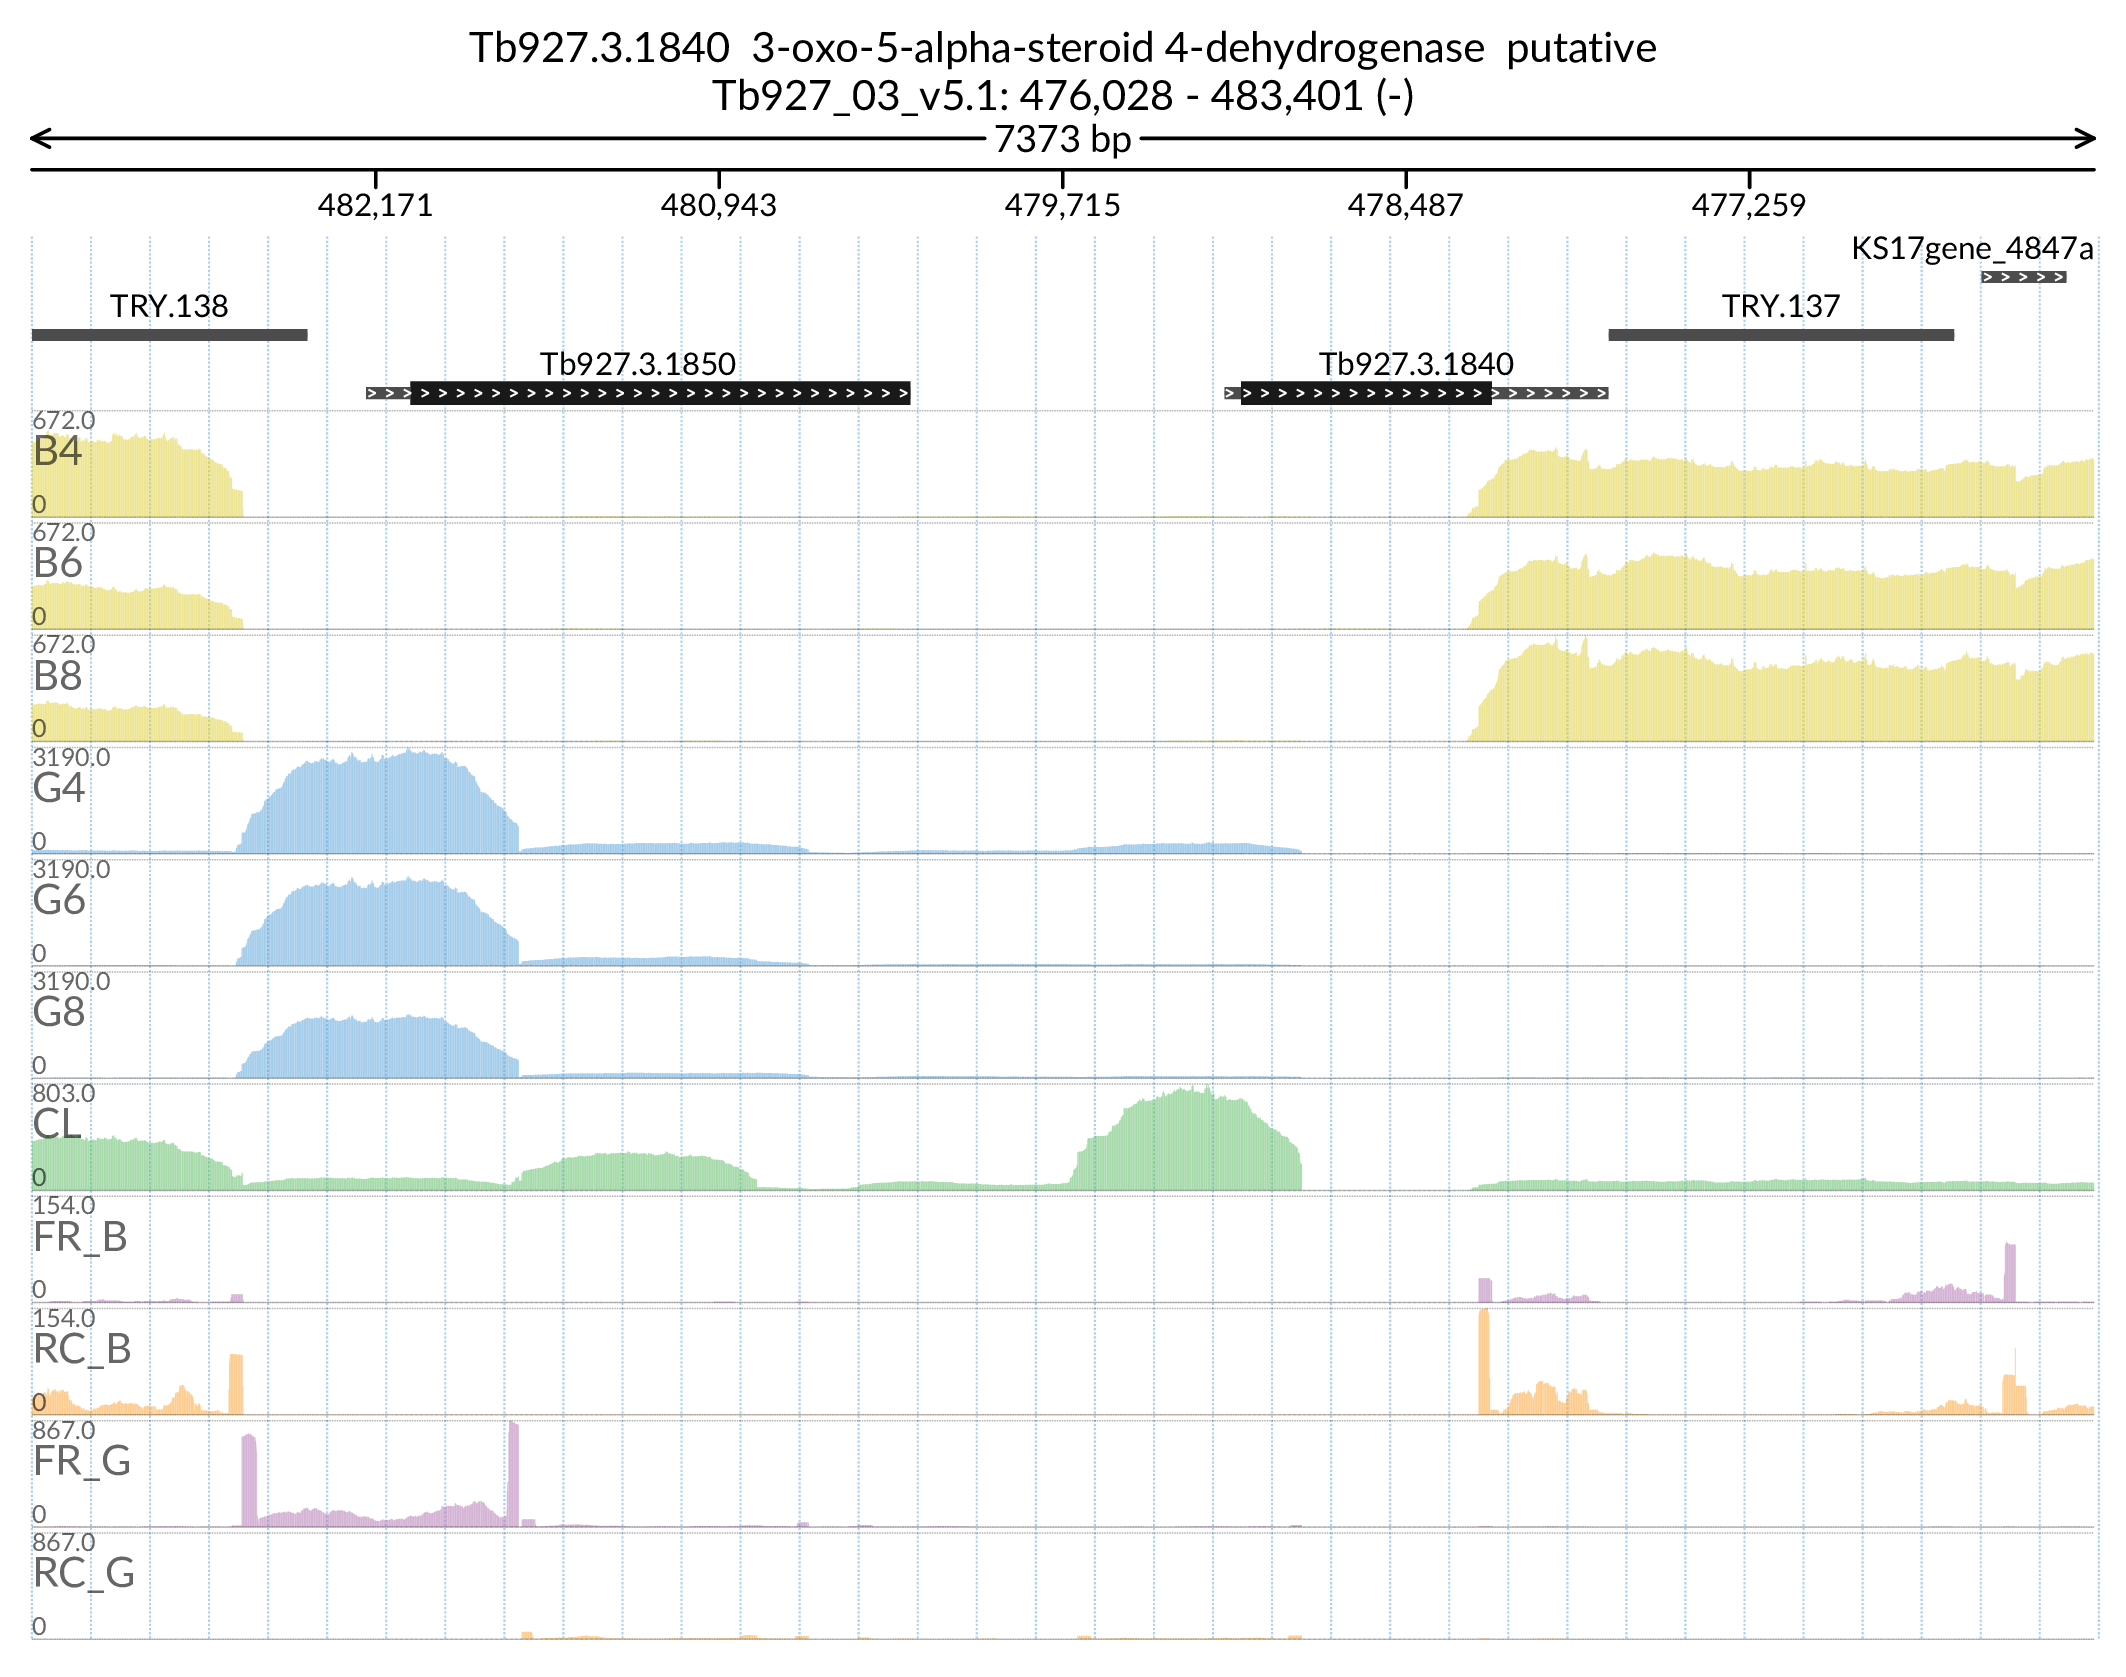 Tb927.3.1840  3-oxo-5-alpha-steroid 4-dehydrogenase  putative
Tb927_03_v5.1: 476,028 - 483,401 (-)
7373 bp
482,171 480,943 479,715 478,487 477,259
KS17gene_4847a
TRY.138 TRY.137
Tb927.3.1850 Tb927.3.1840
672.0
B4
0
672.0
B6
0
672.0
B8
0
3190.0
G4
0
3190.0
G6
0
3190.0
G8
0
803.0
CL
0
154.0
FR_B
0
154.0
RC_B
0
867.0
FR_G
0
867.0
RC_G
0